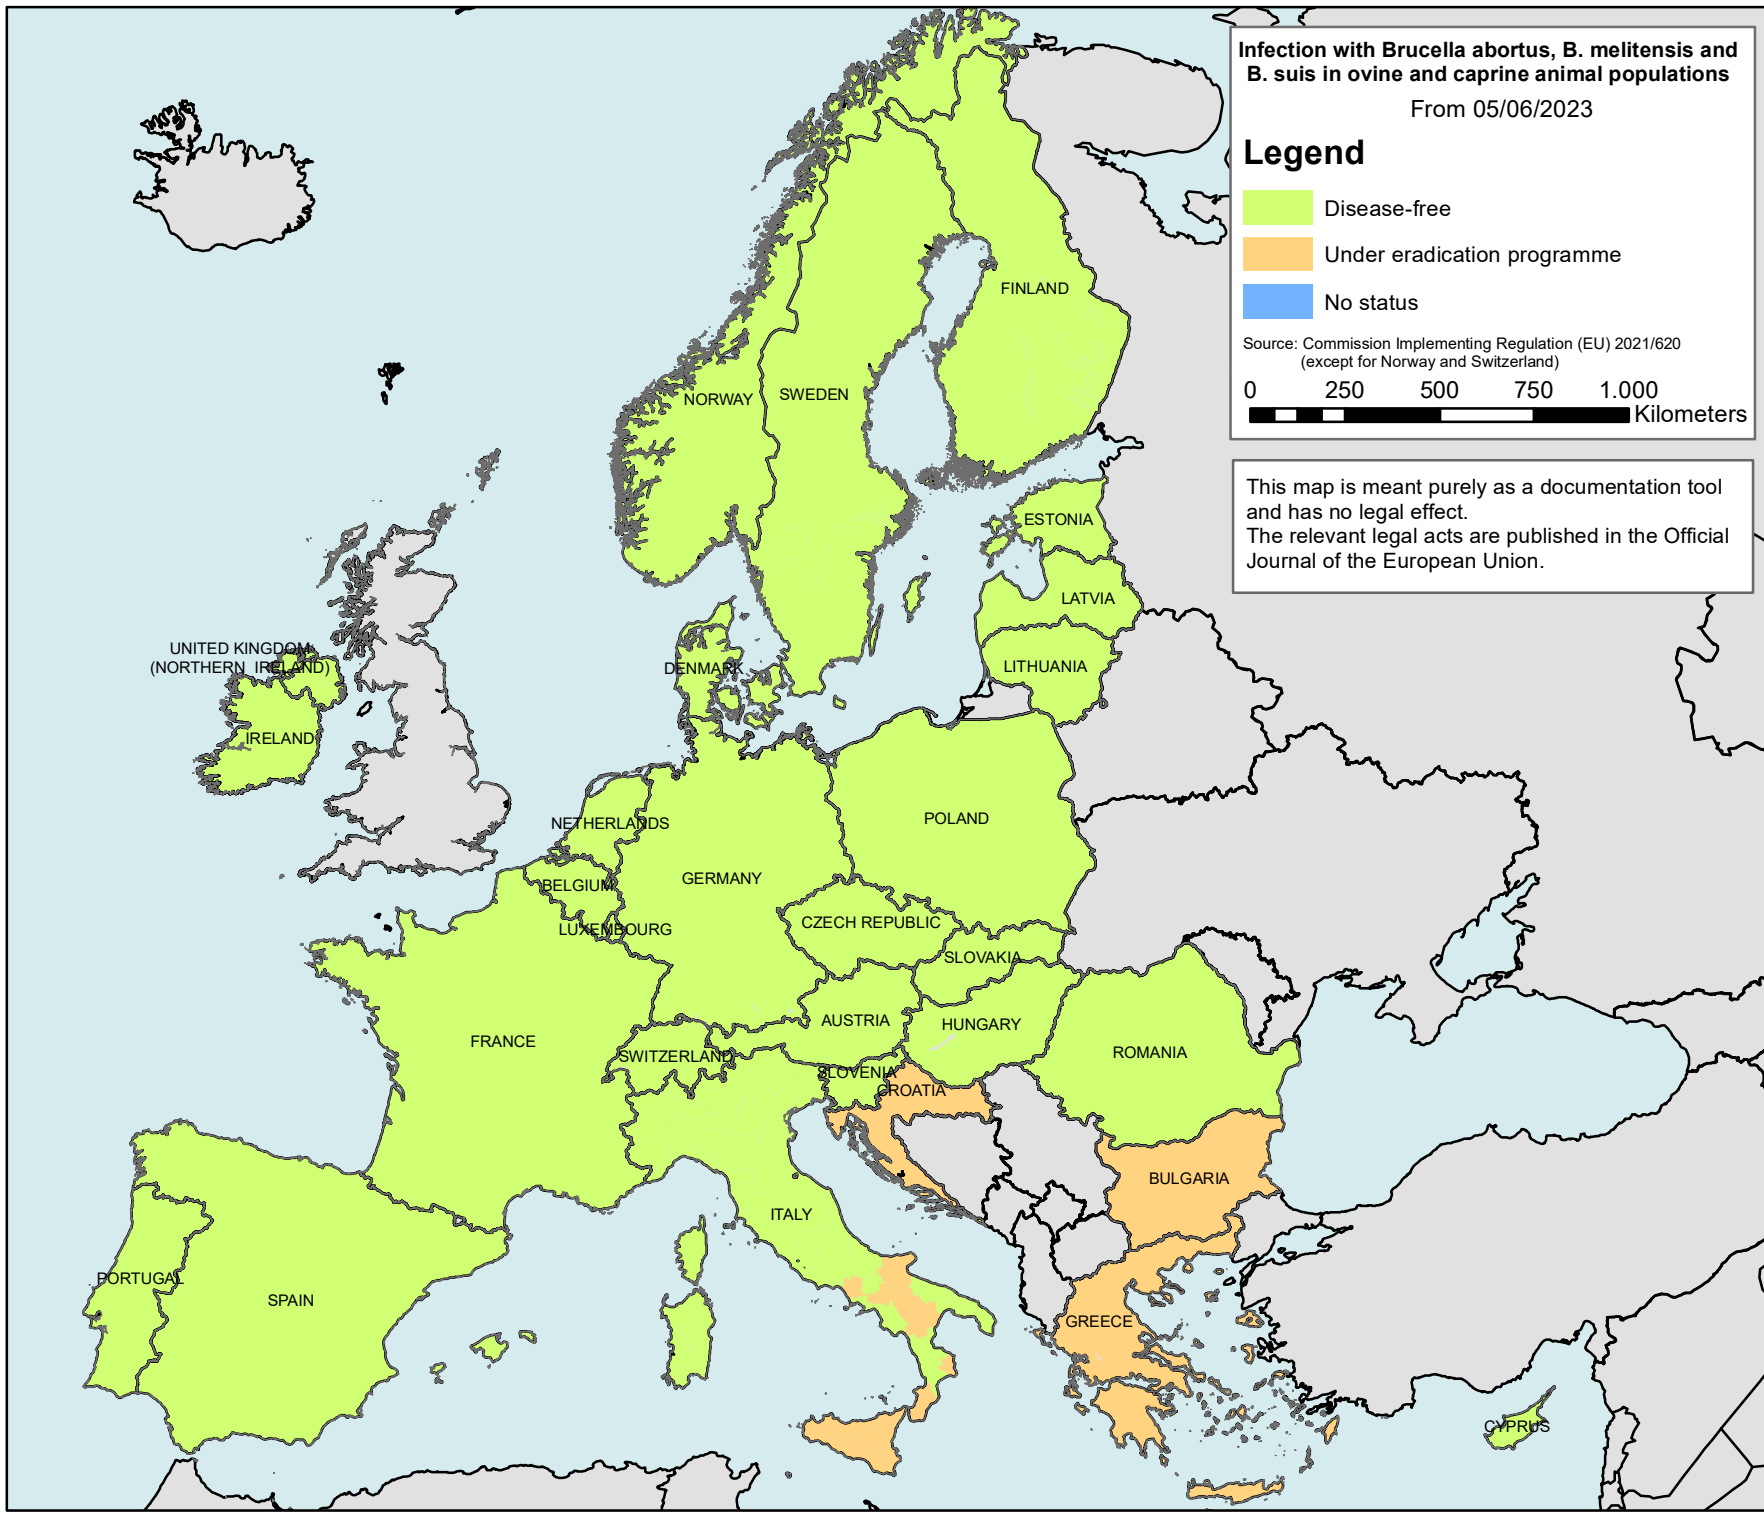 Infection with Brucella abortus, B. melitensis and
B. suis in ovine and caprine animal populations
From 05/06/2023
Legend
Disease-free
Under eradication programme
No status
Source: Commission Implementing Regulation (EU) 2021/620
(except for Norway and Switzerland)
0 250 500 750 1.000
Kilometers
This map is meant purely as a documentation tool
and has no legal effect.
The relevant legal acts are published in the Official
Journal of the European Union.
FINLAND
NORWAY
SWEDEN
ESTONIA
LATVIA
UNITED KINGDOM
(NORTHERN IRELAND)
DENMARK
LITHUANIA
IRELAND
NETHERLANDS
POLAND
BELGIUM
GERMANY
LUXEMBOURG
CZECH REPUBLIC
SLOVAKIA
FRANCE
AUSTRIA
HUNGARY
SWITZERLAND
ROMANIA
SLOVENIA
CROATIA
BULGARIA
ITALY
PORTUGAL
SPAIN
GREECE
CYPRUS